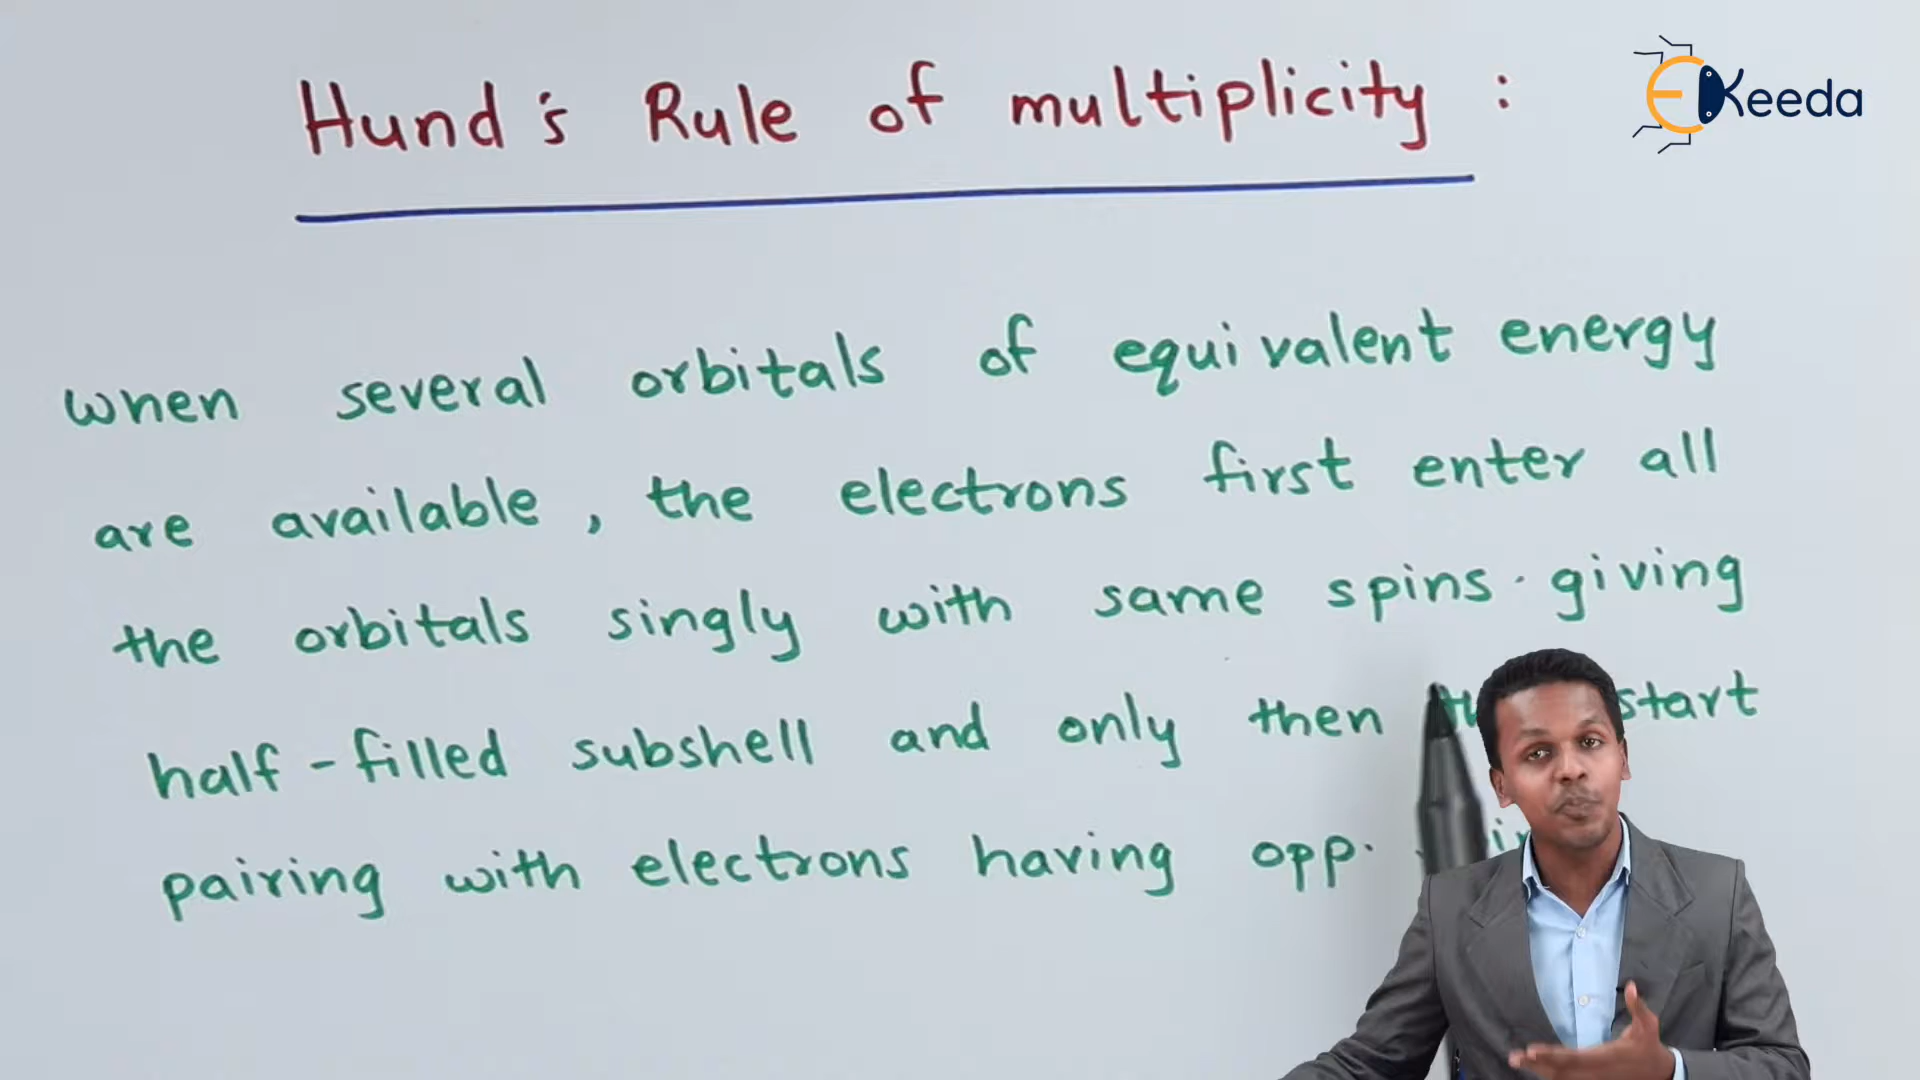 Hund's Rule of multiplicity :
EKeeda
when several orbitals of equivalent energy
are available, the electrons first enter all
the orbitals singly with same spins. giving
half-filled subshell and only then start
pairing with electrons having opp.